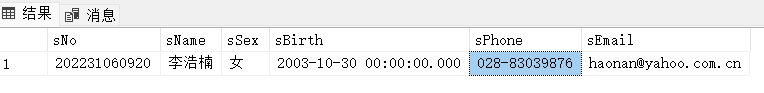 结果 消息
sNo sName sSex sBirth sPhone sEmail
1 202231060920 李浩楠 女 2003-10-30 00:00:00.000 028-83039876 haonan@yahoo.com.cn